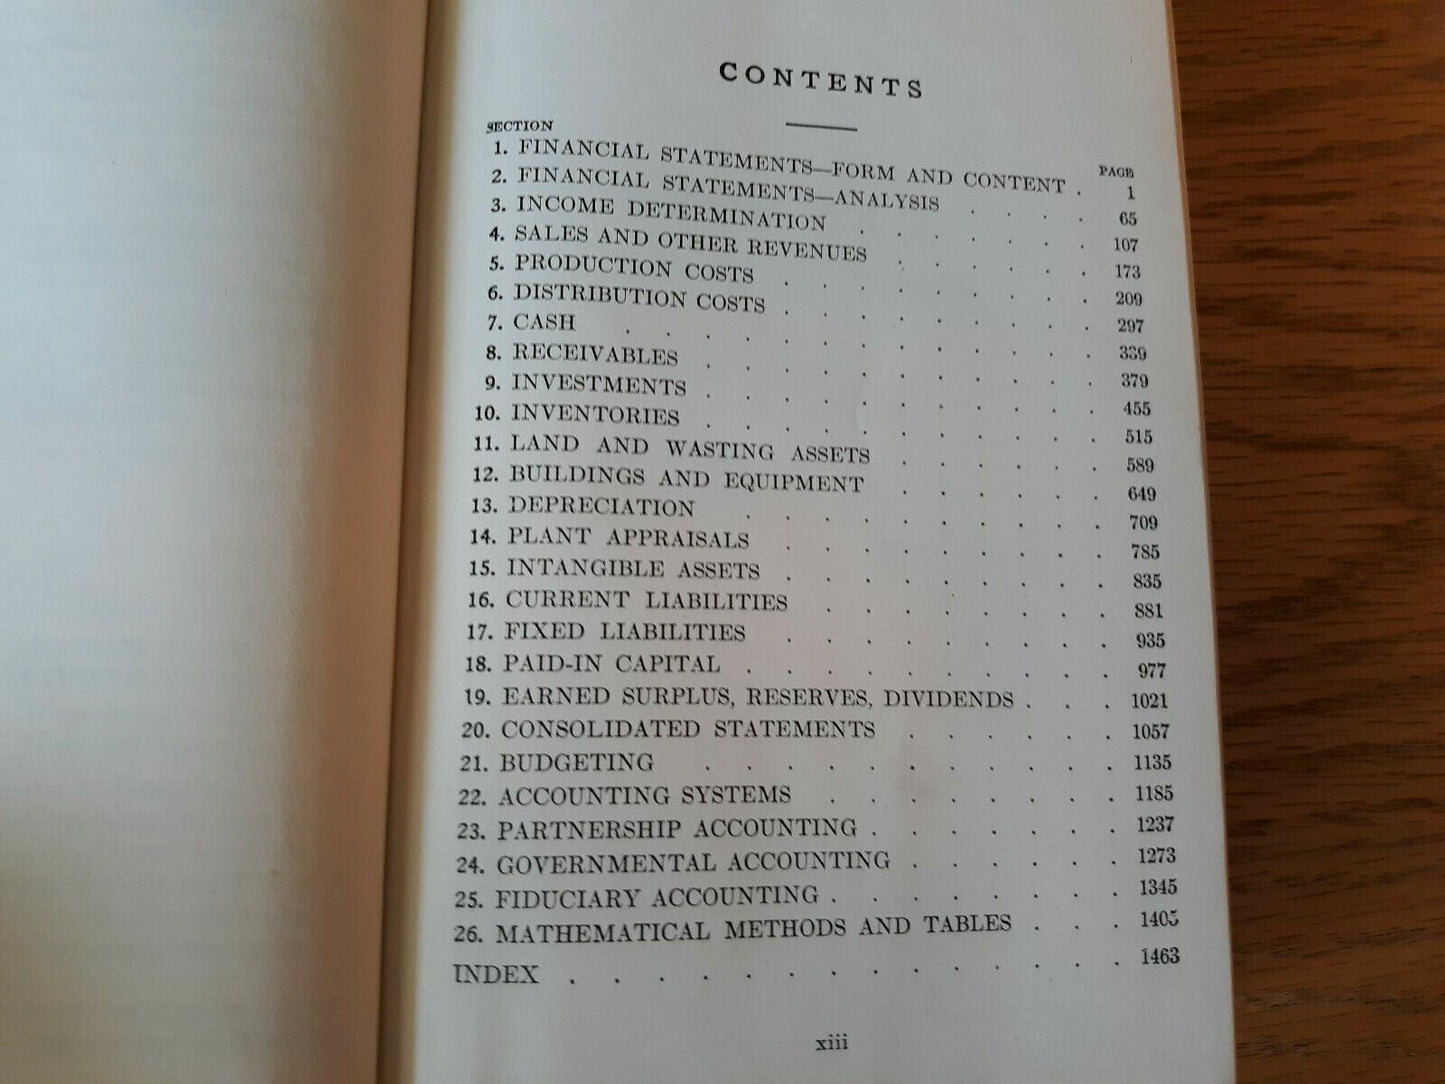 CONTENTS
SECTION PAGE
1. FINANCIAL STATEMENTS—FORM AND CONTENT . 1
2. FINANCIAL STATEMENTS—ANALYSIS . . . . 65
3. INCOME DETERMINATION . . . . . . . 107
4. SALES AND OTHER REVENUES . . . . . . 173
5. PRODUCTION COSTS . . . . . . . . . 209
6. DISTRIBUTION COSTS . . . . . . . . . 297
7. CASH . . . . . . . . . . . . . 339
8. RECEIVABLES . . . . . . . . . . . 379
9. INVESTMENTS . . . . . . . . . . . 455
10. INVENTORIES . . . . . . . . . . . 515
11. LAND AND WASTING ASSETS . . . . . . 589
12. BUILDINGS AND EQUIPMENT . . . . . . 649
13. DEPRECIATION . . . . . . . . . . 709
14. PLANT APPRAISALS . . . . . . . . . 785
15. INTANGIBLE ASSETS . . . . . . . . . 835
16. CURRENT LIABILITIES . . . . . . . . 881
17. FIXED LIABILITIES . . . . . . . . . 935
18. PAID-IN CAPITAL . . . . . . . . . . 977
19. EARNED SURPLUS, RESERVES, DIVIDENDS . . . 1021
20. CONSOLIDATED STATEMENTS . . . . . . 1057
21. BUDGETING . . . . . . . . . . . 1135
22. ACCOUNTING SYSTEMS . . . . . . . . 1185
23. PARTNERSHIP ACCOUNTING . . . . . . . 1237
24. GOVERNMENTAL ACCOUNTING . . . . . . 1273
25. FIDUCIARY ACCOUNTING . . . . . . . . 1345
26. MATHEMATICAL METHODS AND TABLES . . . 1405
INDEX . . . . . . . . . . . . . 1463
xiii